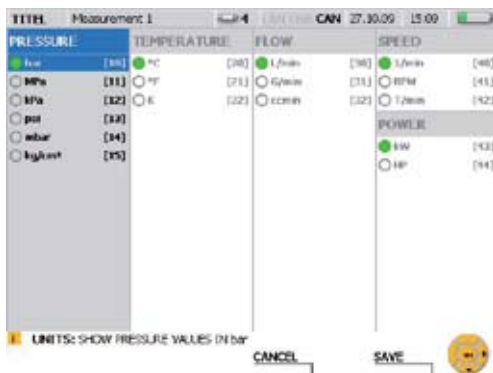 TITEL Measurement 1 4 CAN 27.10.09 15:09
PRESSURE TEMPERATURE FLOW SPEED
bar [10] °C [20] L/min [30] 1/min [40]
MPa [11] °F [21] G/min [31] RPM [41]
kPa [12] K [22] ccmin [32] T/min [42]
psi [13] POWER
mbar [14] kW [43]
kg/cm² [15] HP [44]
UNITS: SHOW PRESSURE VALUES IN bar
CANCEL SAVE